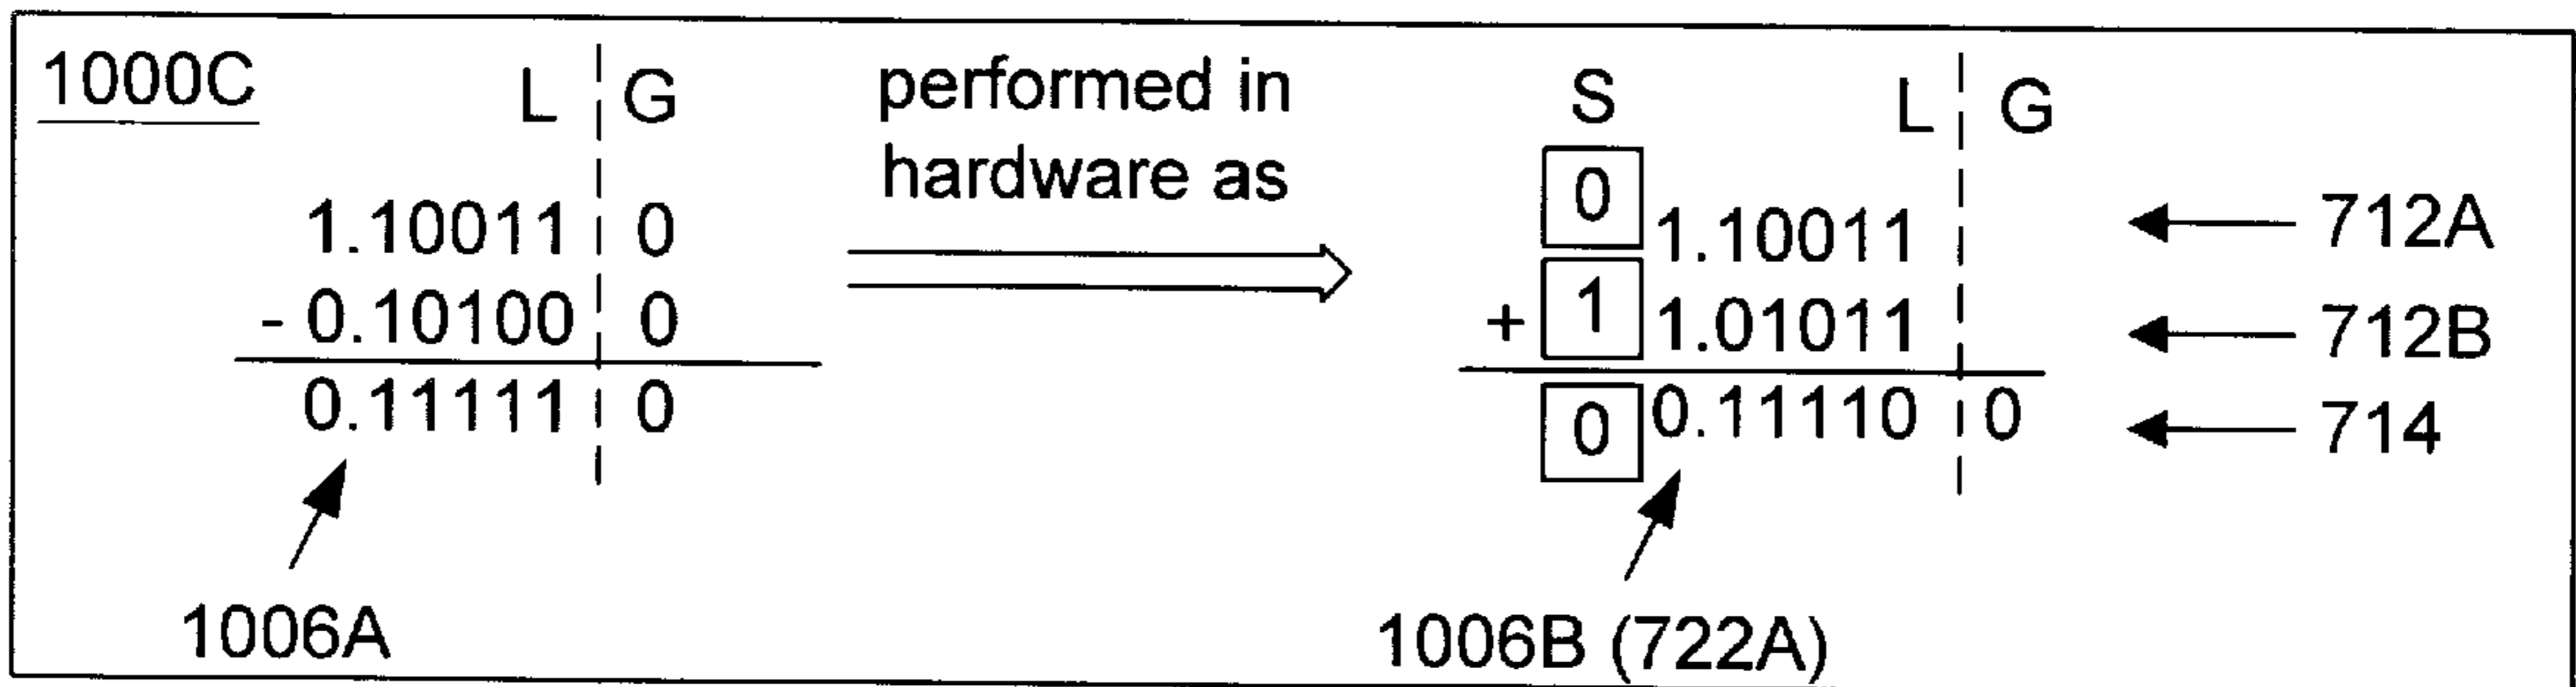 1000C L G performed in S L G
hardware as
1.10011 0 0 1.10011 712A
- 0.10100 0 + 1 1.01011 712B
0.11111 0 0 0.11110 0 714
1006A 1006B (722A)